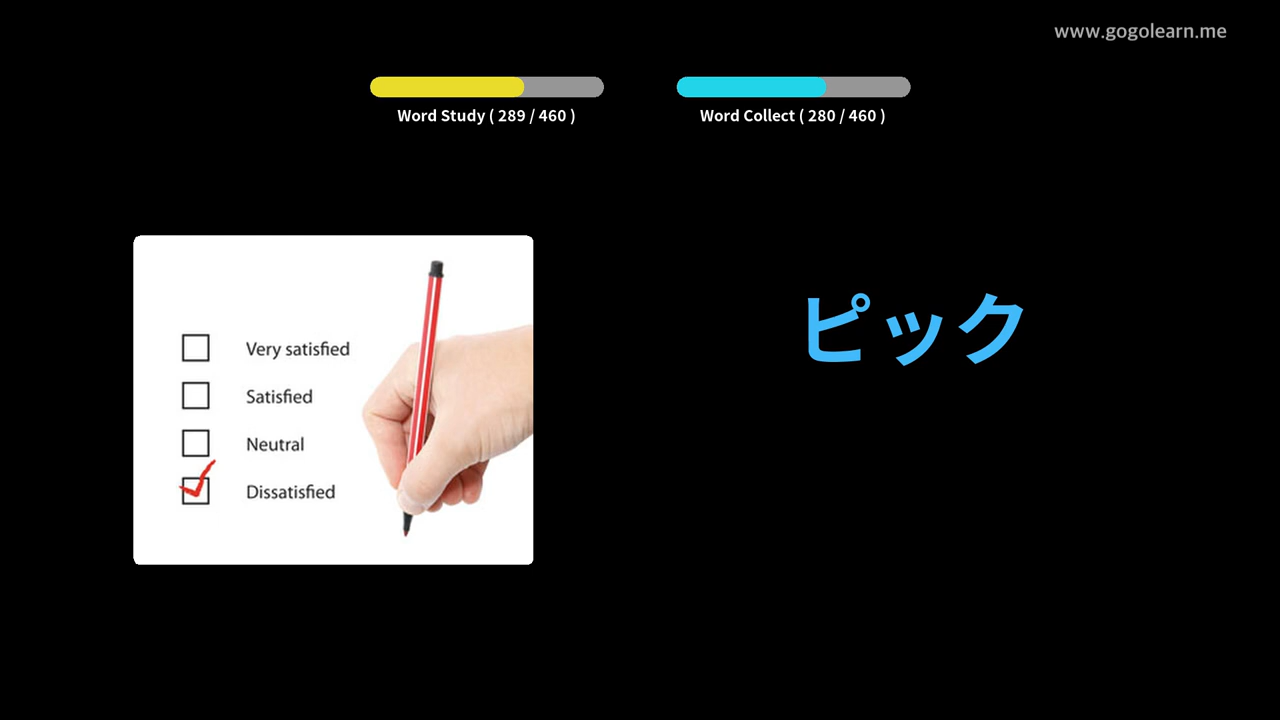 www.gogolearn.me
Word Study ( 289 / 460 )
Word Collect ( 280 / 460 )
Very satisfied
Satisfied
Neutral
Dissatisfied
ピック